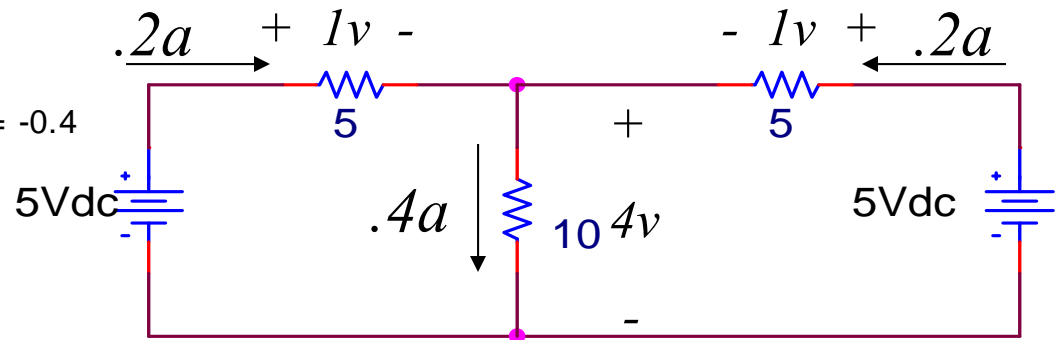 .2a + 1v - - 1v + .2a
5 + 5
= -0.4
+ +
5Vdc .4a 10 4v 5Vdc
- -
-